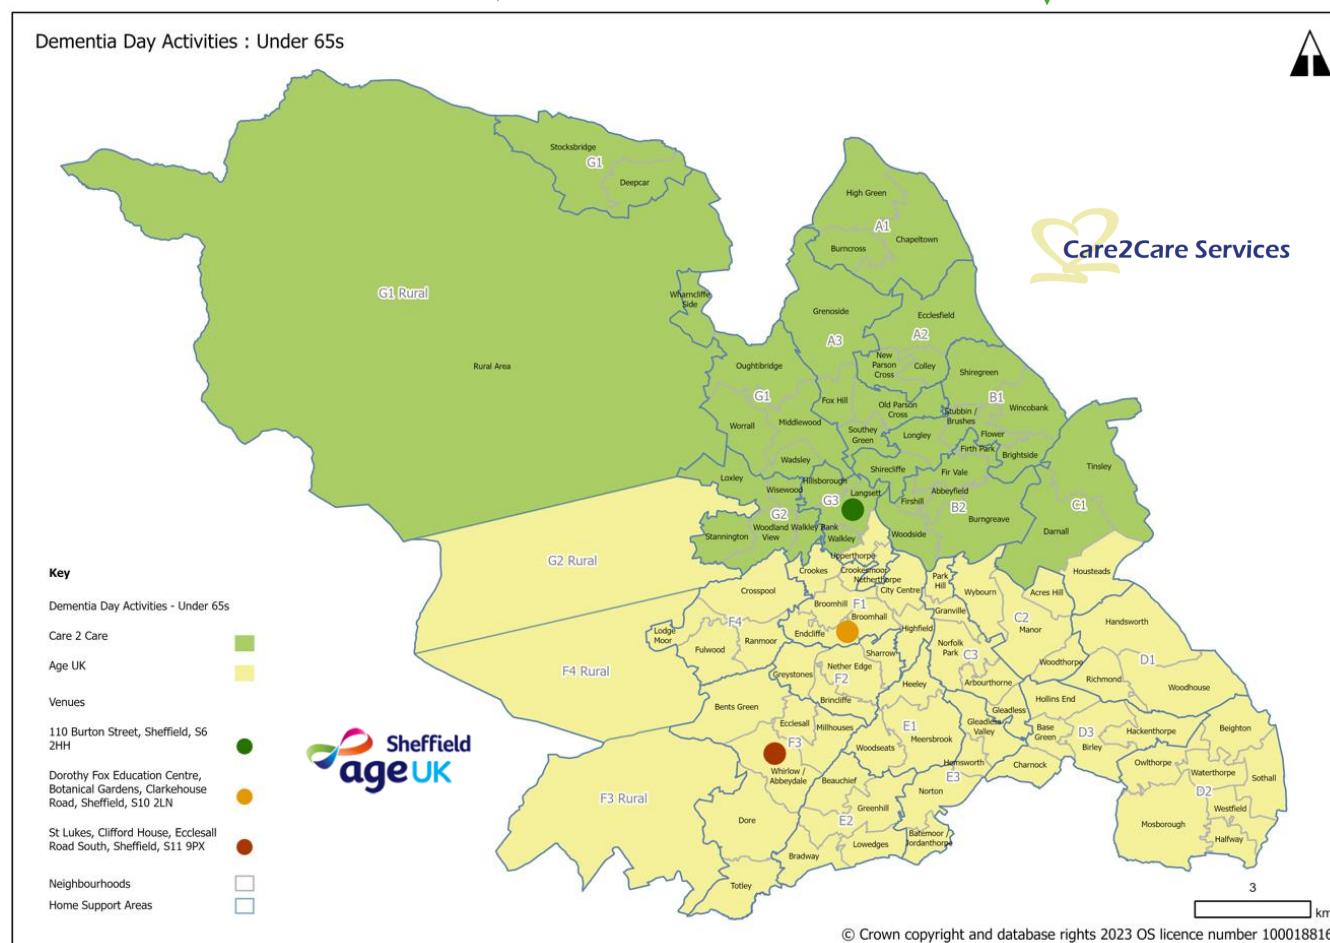 Dementia Day Activities : Under 65s
Stocksbridge
G1
Deepcar
High Green
A1
Chapeltown
Burncross
Care2Care Services
G1 Rural
Wharncliffe
Side
Grenoside
Ecclesfield
A3
A2
Rural Area
Oughtibridge
New
Parson
Cross
Colley
Shiregreen
G1
Fox Hill
Old Parson
Cross
B1
Wincobank
Stubbin /
Brushes
Worrall
Middlewood
Southey
Green
Longley
Flower
Firth Park
Brightside
Wadsley
Shirecliffe
Fir Vale
Tinsley
Loxley
Hillsborough
Wisewood
G3
Langsett
Abbeyfield
Firshill
B2
C1
G2
Burngreave
Stannington
Woodland
View
Walkley Bank
Walkley
Woodside
Darnall
G2 Rural
Upperthorpe
Crookes
Crookesmoor
Netherthorpe
Park
Hill
Housteads
Key
Crosspool
City Centre
Wybourn
Acres Hill
Dementia Day Activities - Under 65s
Broomhill
F1
Broomhall
Granville
C2
Handsworth
F4
Lodge
Moor
Endcliffe
Highfield
Manor
Care 2 Care
Fulwood
Ranmoor
Norfolk
Park
C3
Sharrow
Woodthorpe
D1
Age UK
F4 Rural
Greystones
Nether Edge
F2
Heeley
Arbourthorne
Richmond
Woodhouse
Venues
Bents Green
Brincliffe
Hollins End
Gleadless
110 Burton Street, Sheffield, S6
2HH
Ecclesall
Millhouses
E1
Gleadless
Valley
Base
Green
D3
Hackenthorpe
Beighton
Sheffield
age UK
F3
Woodseats
Meersbrook
Birley
Hemsworth
Charnock
Owlthorpe
Dorothy Fox Education Centre,
Botanical Gardens, Clarkehouse
Road, Sheffield, S10 2LN
Whirlow /
Abbeydale
Beauchief
E3
Waterthorpe
Sothall
F3 Rural
Norton
D2
Greenhill
Westfield
St Lukes, Clifford House, Ecclesall
Road South, Sheffield, S11 9PX
Dore
E2
Mosborough
Batemoor /
Jordanthorpe
Halfway
Lowedges
Bradway
Neighbourhoods
Totley
Home Support Areas
3
km
© Crown copyright and database rights 2023 OS licence number 100018816